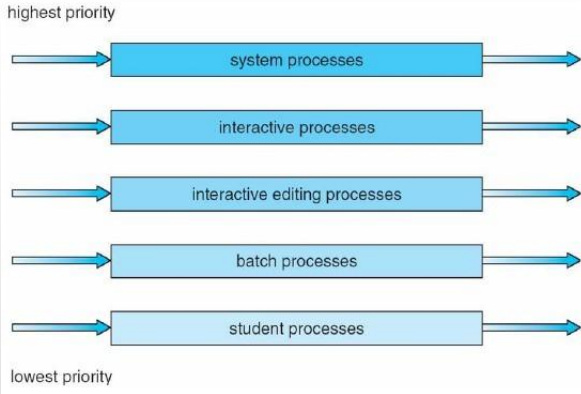 highest priority
system processes
interactive processes
interactive editing processes
batch processes
student processes
lowest priority